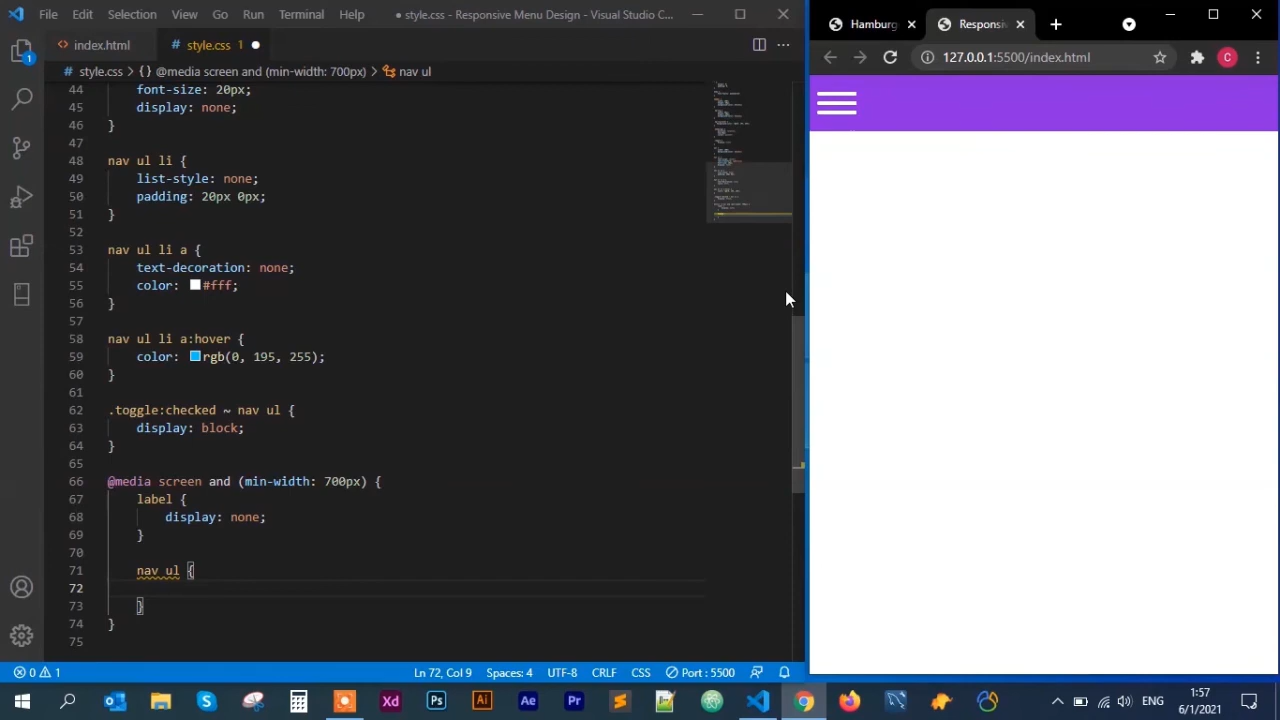 File Edit Selection View Go Run Terminal Help
● style.css - Responsive Menu Design - Visual Studio C...
index.html
style.css 1
style.css › {} @media screen and (min-width: 700px) › nav ul
44 font-size: 20px;
45 display: none;
46 }
47
48 nav ul li {
49 list-style: none;
50 padding: 20px 0px;
51 }
52
53 nav ul li a {
54 text-decoration: none;
55 color: #fff;
56 }
57
58 nav ul li a:hover {
59 color: rgb(0, 195, 255);
60 }
61
62 .toggle:checked ~ nav ul {
63 display: block;
64 }
65
66 @media screen and (min-width: 700px) {
67 label {
68 display: none;
69 }
70
71 nav ul {
72
73 }
74 }
75
1
0 1
Ln 72, Col 9
Spaces: 4
UTF-8
CRLF
CSS
Port : 5500
Hamburg
Responsiv
127.0.0.1:5500/index.html
C
Xd
Ps
Ai
Ae
Pr
ENG
1:57
6/1/2021